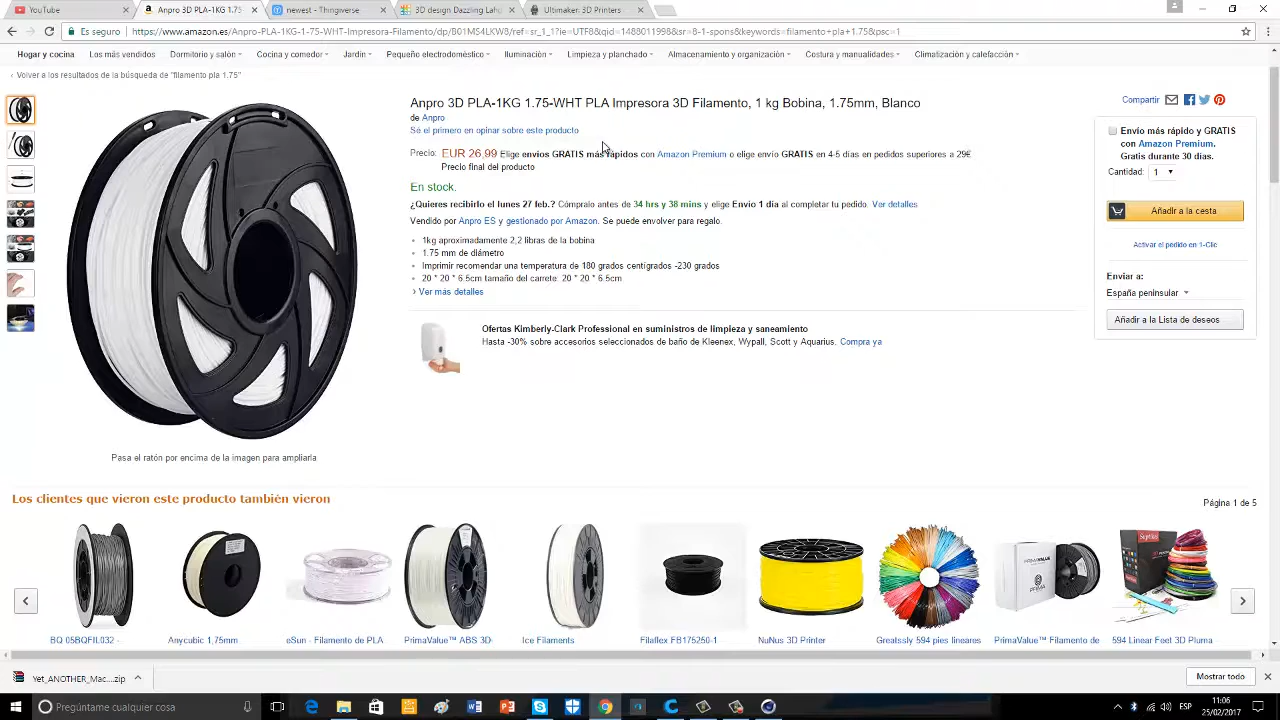 YouTube
Anpro 3D PLA-1KG 1.75
newest - Thingiverse
3D design Dazzling Lahu
Ultimaker: 3D Printers
Es seguro
https://www.amazon.es/Anpro-PLA-1KG-1-75-WHT-Impresora-Filamento/dp/B01MS4LKW8/ref=sr_1_1?ie=UTF8&qid=1488011998&sr=8-1-spons&keywords=filamento+pla+1.75&psc=1
Hogar y cocina Los más vendidos Dormitorio y salón Cocina y comedor Jardín Pequeño electrodoméstico Iluminación Limpieza y planchado Almacenamiento y organización Costura y manualidades Climatización y calefacción
‹ Volver a los resultados de la búsqueda de "filamento pla 1.75"
Anpro 3D PLA-1KG 1.75-WHT PLA Impresora 3D Filamento, 1 kg Bobina, 1.75mm, Blanco
de Anpro
Sé el primero en opinar sobre este producto
Precio: EUR 26,99 Elige envíos GRATIS más rápidos con Amazon Premium o elige envío GRATIS en 4-5 días en pedidos superiores a 29€
Precio final del producto
En stock.
¿Quieres recibirlo el lunes 27 feb.? Cómpralo antes de 34 hrs y 38 mins y elige Envío 1 día al completar tu pedido. Ver detalles
Vendido por Anpro ES y gestionado por Amazon. Se puede envolver para regalo.
• 1kg aproximadamente 2,2 libras de la bobina
• 1.75 mm de diámetro
• Imprimir recomendar una temperatura de 180 grados centígrados -230 grados
• 20 * 20 * 6.5cm tamaño del carrete: 20 * 20 * 6.5cm
› Ver más detalles
Ofertas Kimberly-Clark Professional en suministros de limpieza y saneamiento
Hasta -30% sobre accesorios seleccionados de baño de Kleenex, Wypall, Scott y Aquarius. Compra ya
Pasa el ratón por encima de la imagen para ampliarla
Compartir
Envío más rápido y GRATIS
con Amazon Premium.
Gratis durante 30 días.
Cantidad: 1
Añadir a la cesta
Activar el pedido en 1-Clic
Enviar a:
España peninsular
Añadir a la Lista de deseos
Los clientes que vieron este producto también vieron
Página 1 de 5
BQ 05BQFIL032 -
Anycubic 1,75mm
eSun - Filamento de PLA
PrimaValue™ ABS 3D-
Ice Filaments
Filaflex FB175250-1
NuNus 3D Printer
Greatssly 594 pies lineares
PrimaValue™ Filamento de
594 Linear Feet 3D Pluma
Yet_ANOTHER_Mac....zip
Mostrar todo
Pregúntame cualquier cosa
ESP
11:06
25/02/2017